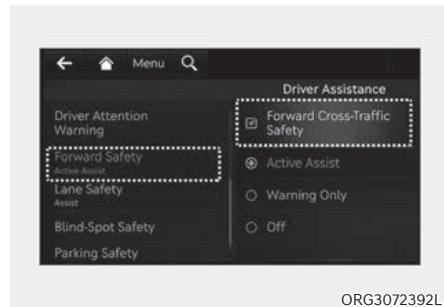 Menu
Driver Assistance
Driver Attention
Warning
Forward Safety
Active Assist
Lane Safety
Assist
Blind-Spot Safety
Parking Safety
Forward Cross-Traffic
Safety
Active Assist
Warning Only
Off
ORG3072392L